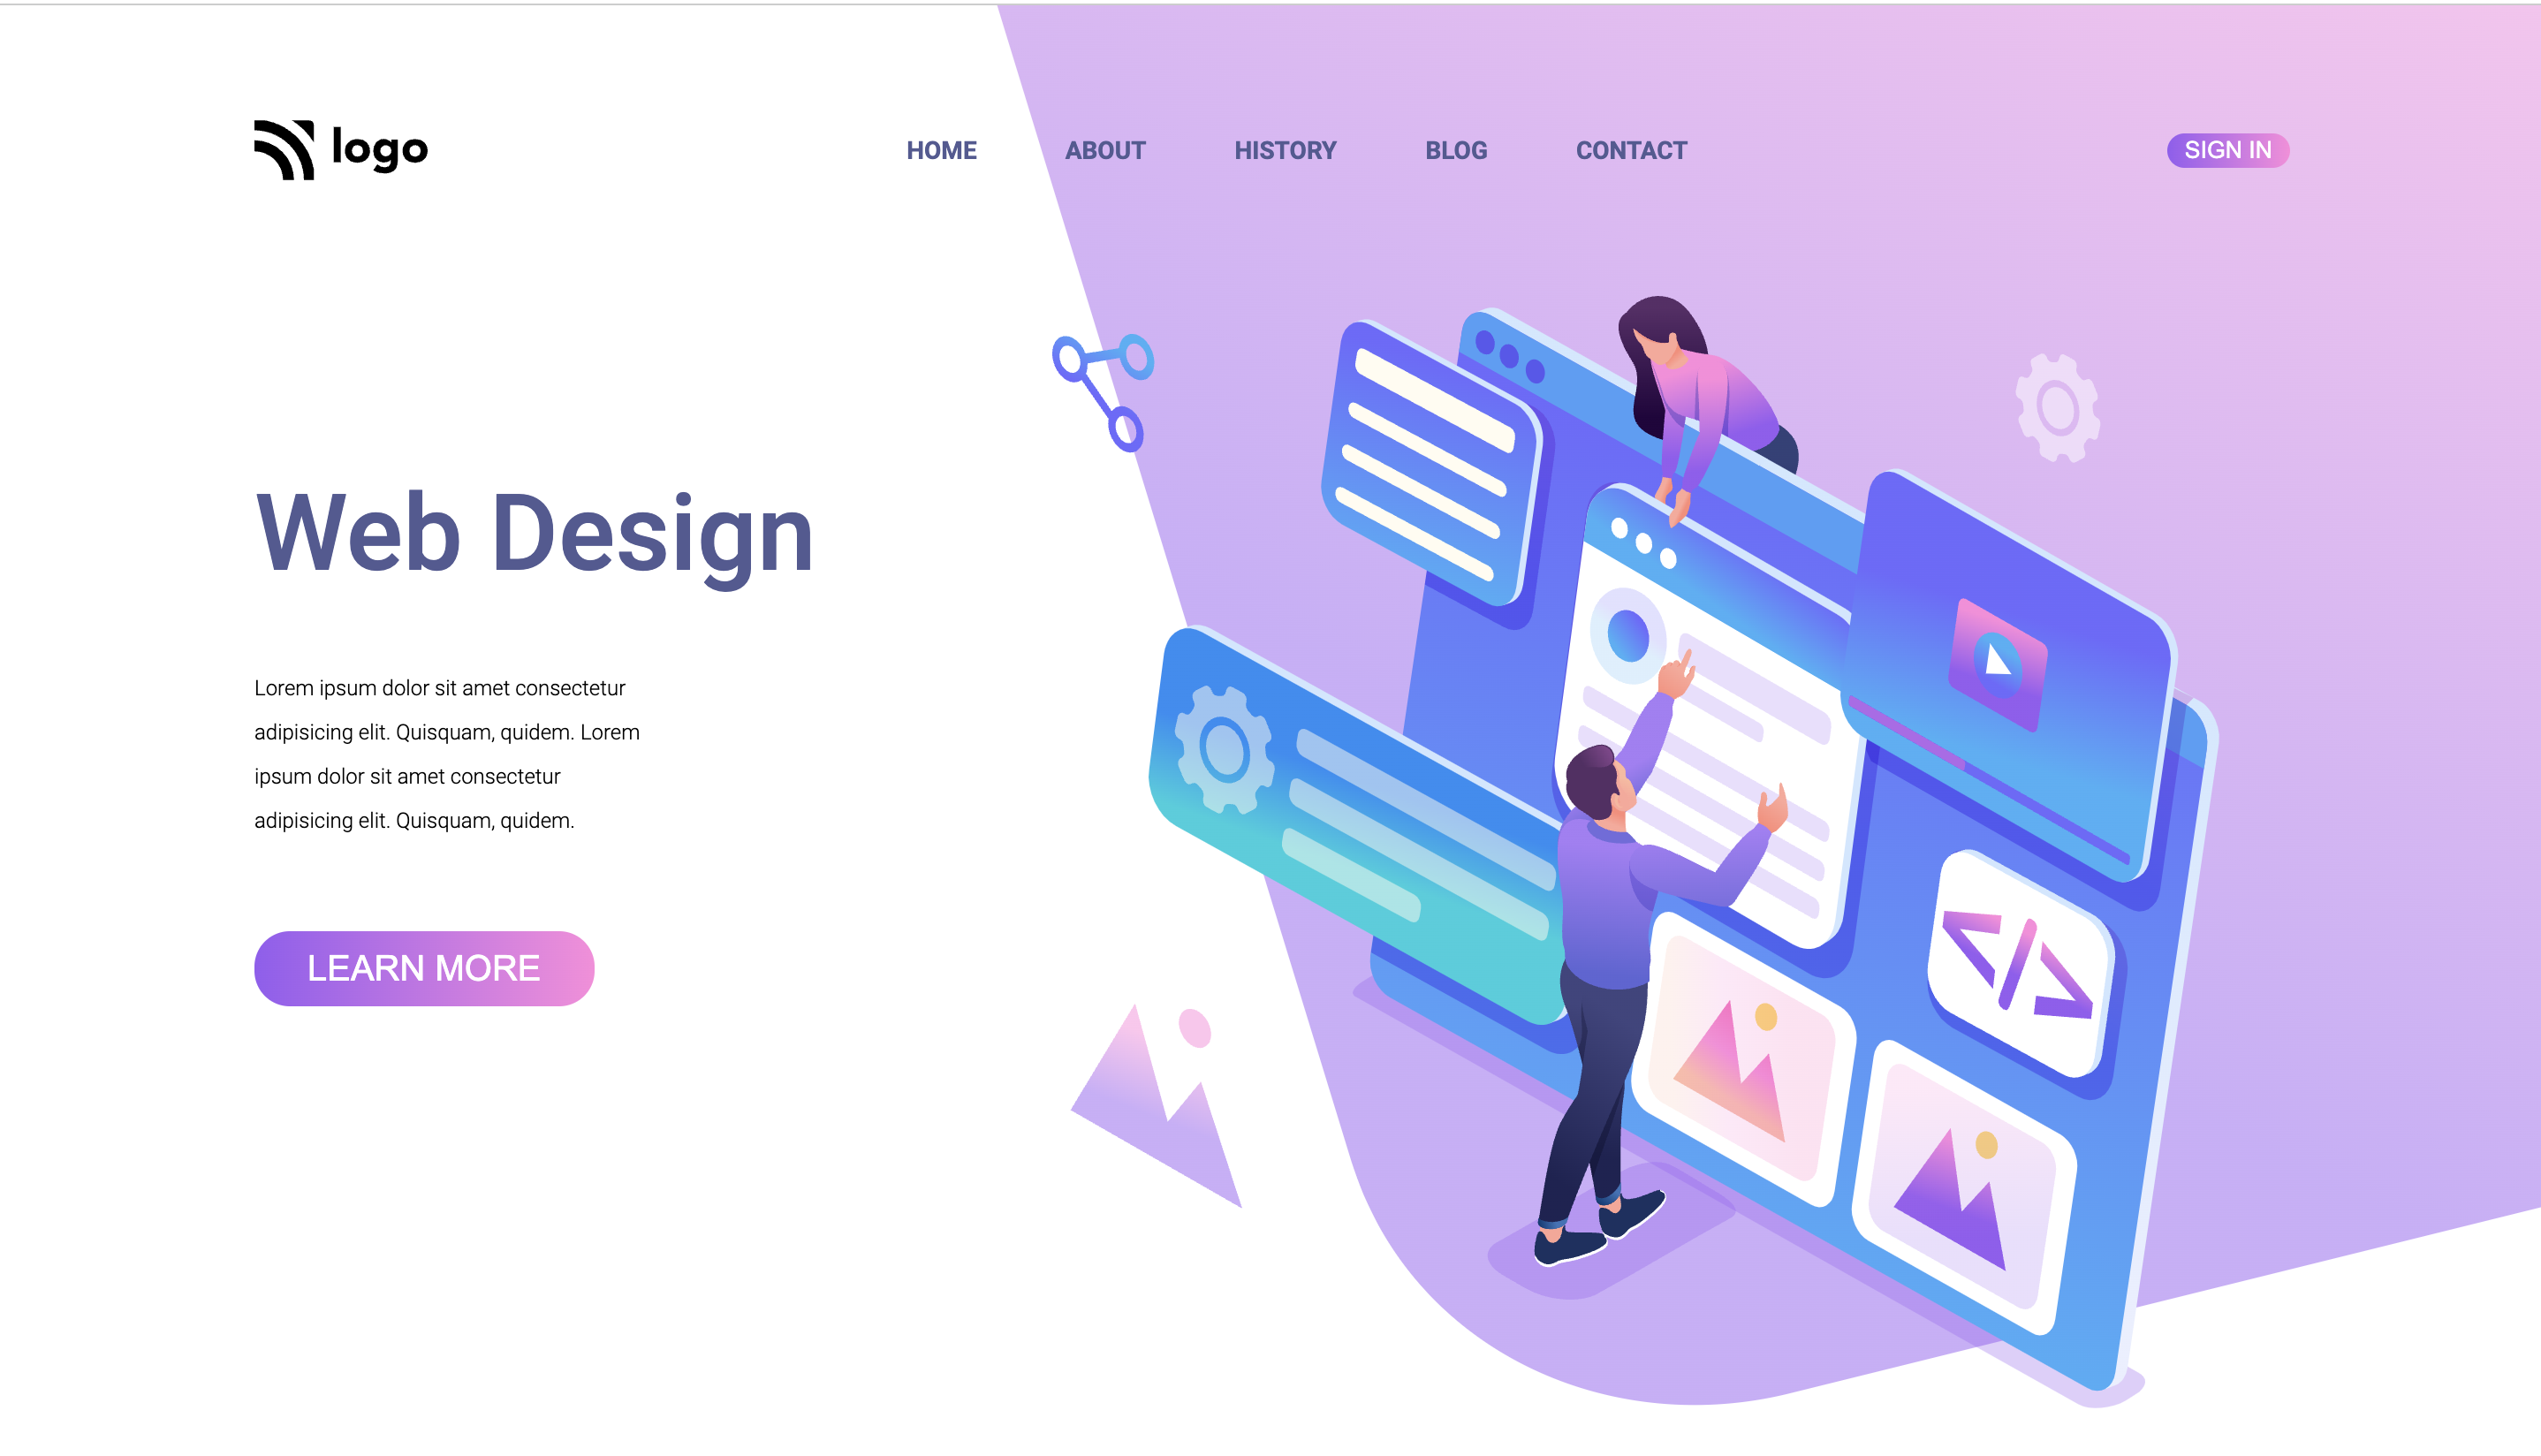 logo
HOME ABOUT HISTORY BLOG CONTACT
SIGN IN
Web Design
Lorem ipsum dolor sit amet consectetur
adipisicing elit. Quisquam, quidem. Lorem
ipsum dolor sit amet consectetur
adipisicing elit. Quisquam, quidem.
LEARN MORE
</>